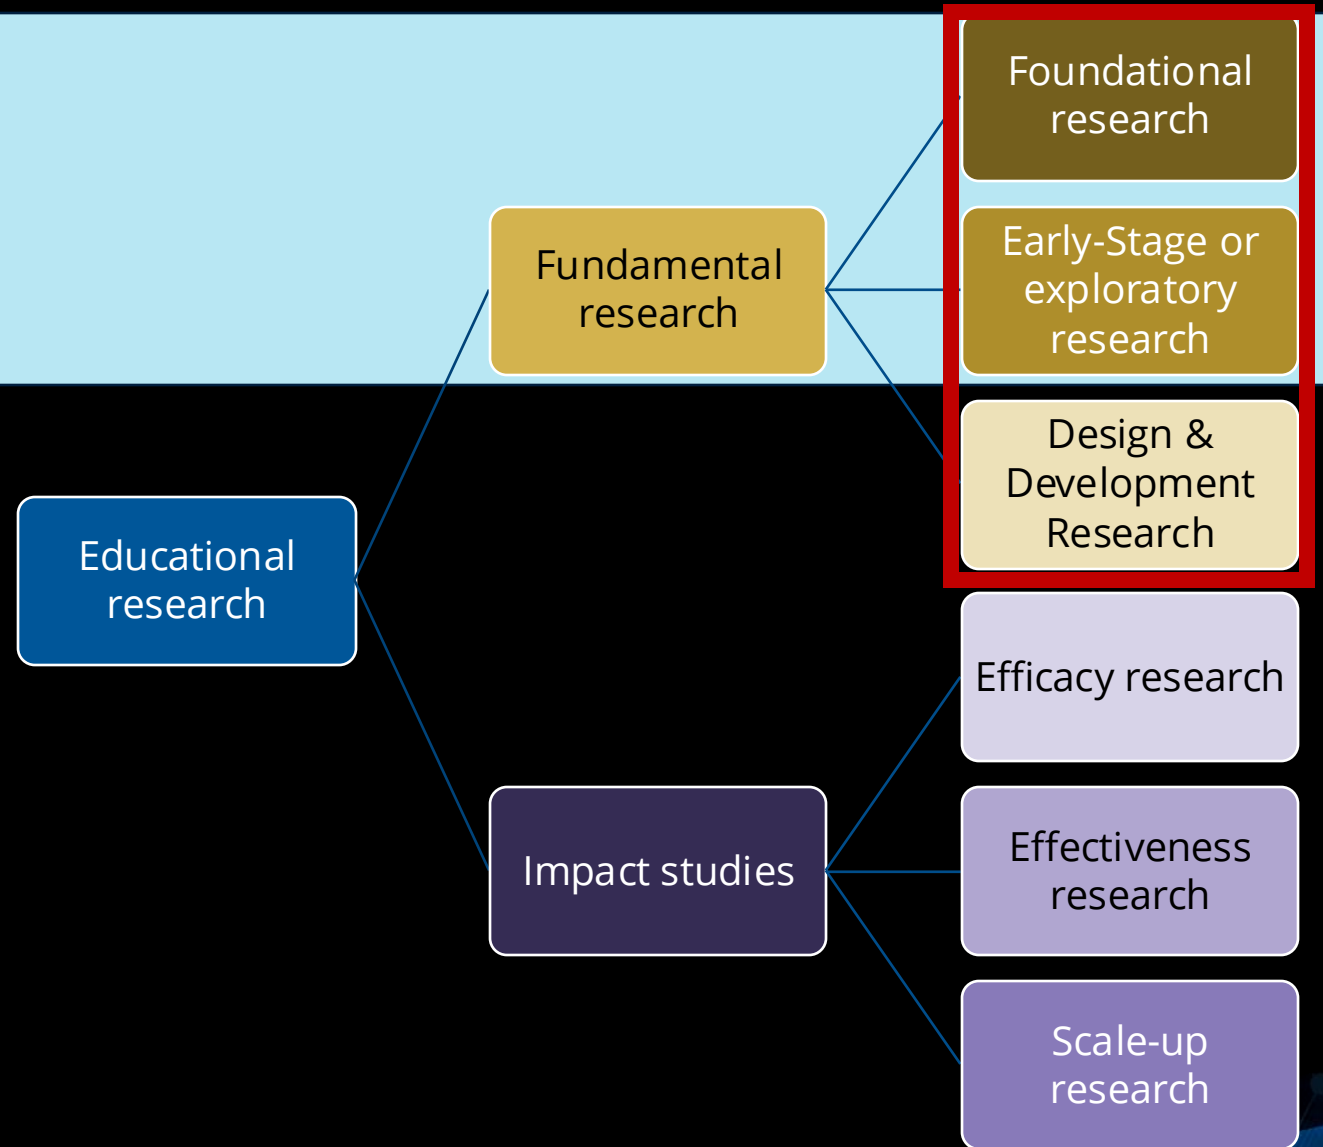 Foundational
research
Fundamental
research
Early-Stage or
exploratory
research
Design &
Development
Research
Educational
research
Efficacy research
Impact studies
Effectiveness
research
Scale-up
research